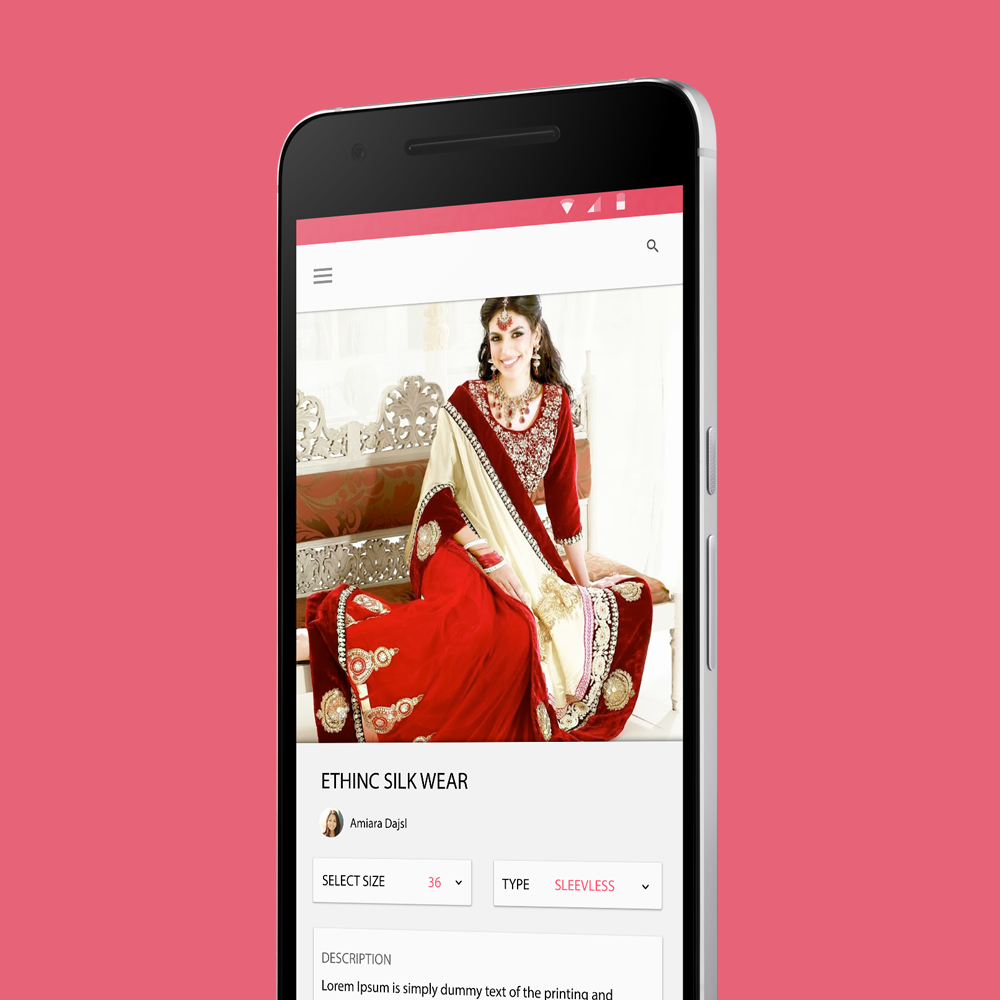 ETHINC SILK WEAR
Amiara Dajsl
SELECT SIZE 36
TYPE SLEEVLESS
DESCRIPTION
Lorem Ipsum is simply dummy text of the printing and